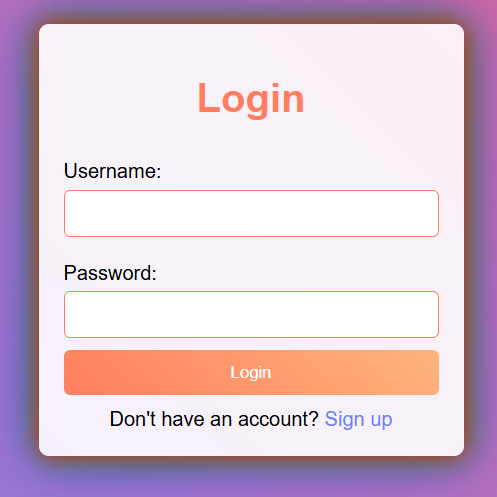 Login
Username:
Password:
Login
Don't have an account? Sign up